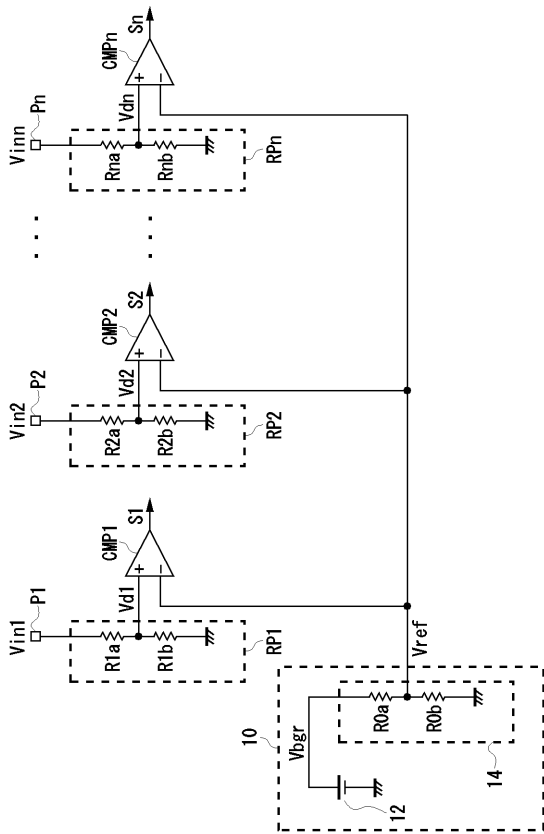 Vin1
P1
R1a
R1b
RP1
Vd1
CMP1
+
−
S1
Vin2
P2
R2a
R2b
RP2
Vd2
CMP2
+
−
S2
Vinn
Pn
Rna
Rnb
RPn
Vdn
CMPn
+
−
Sn
10
Vbgr
12
R0a
R0b
14
Vref